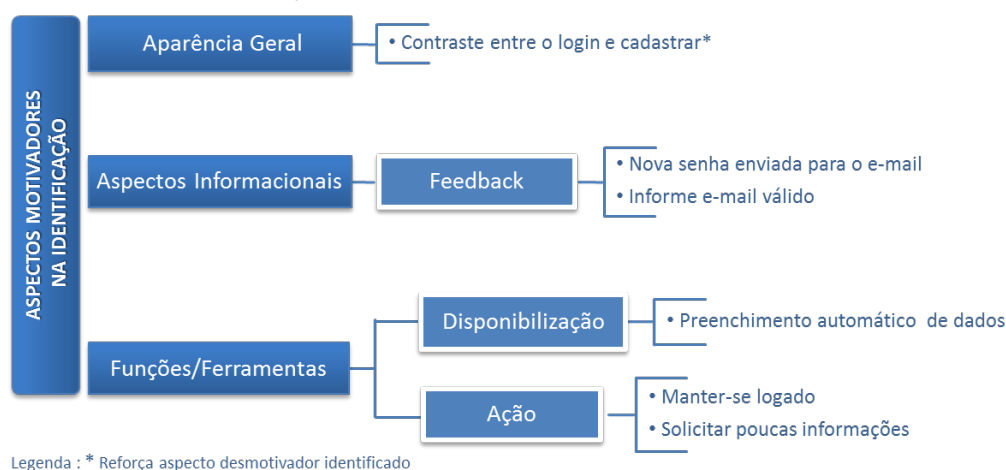 ASPECTOS MOTIVADORES
NA IDENTIFICAÇÃO
Aparência Geral
• Contraste entre o login e cadastrar*
Aspectos Informacionais
Feedback
• Nova senha enviada para o e-mail
• Informe e-mail válido
Funções/Ferramentas
Disponibilização
• Preenchimento automático de dados
Ação
• Manter-se logado
• Solicitar poucas informações
Legenda : * Reforça aspecto desmotivador identificado